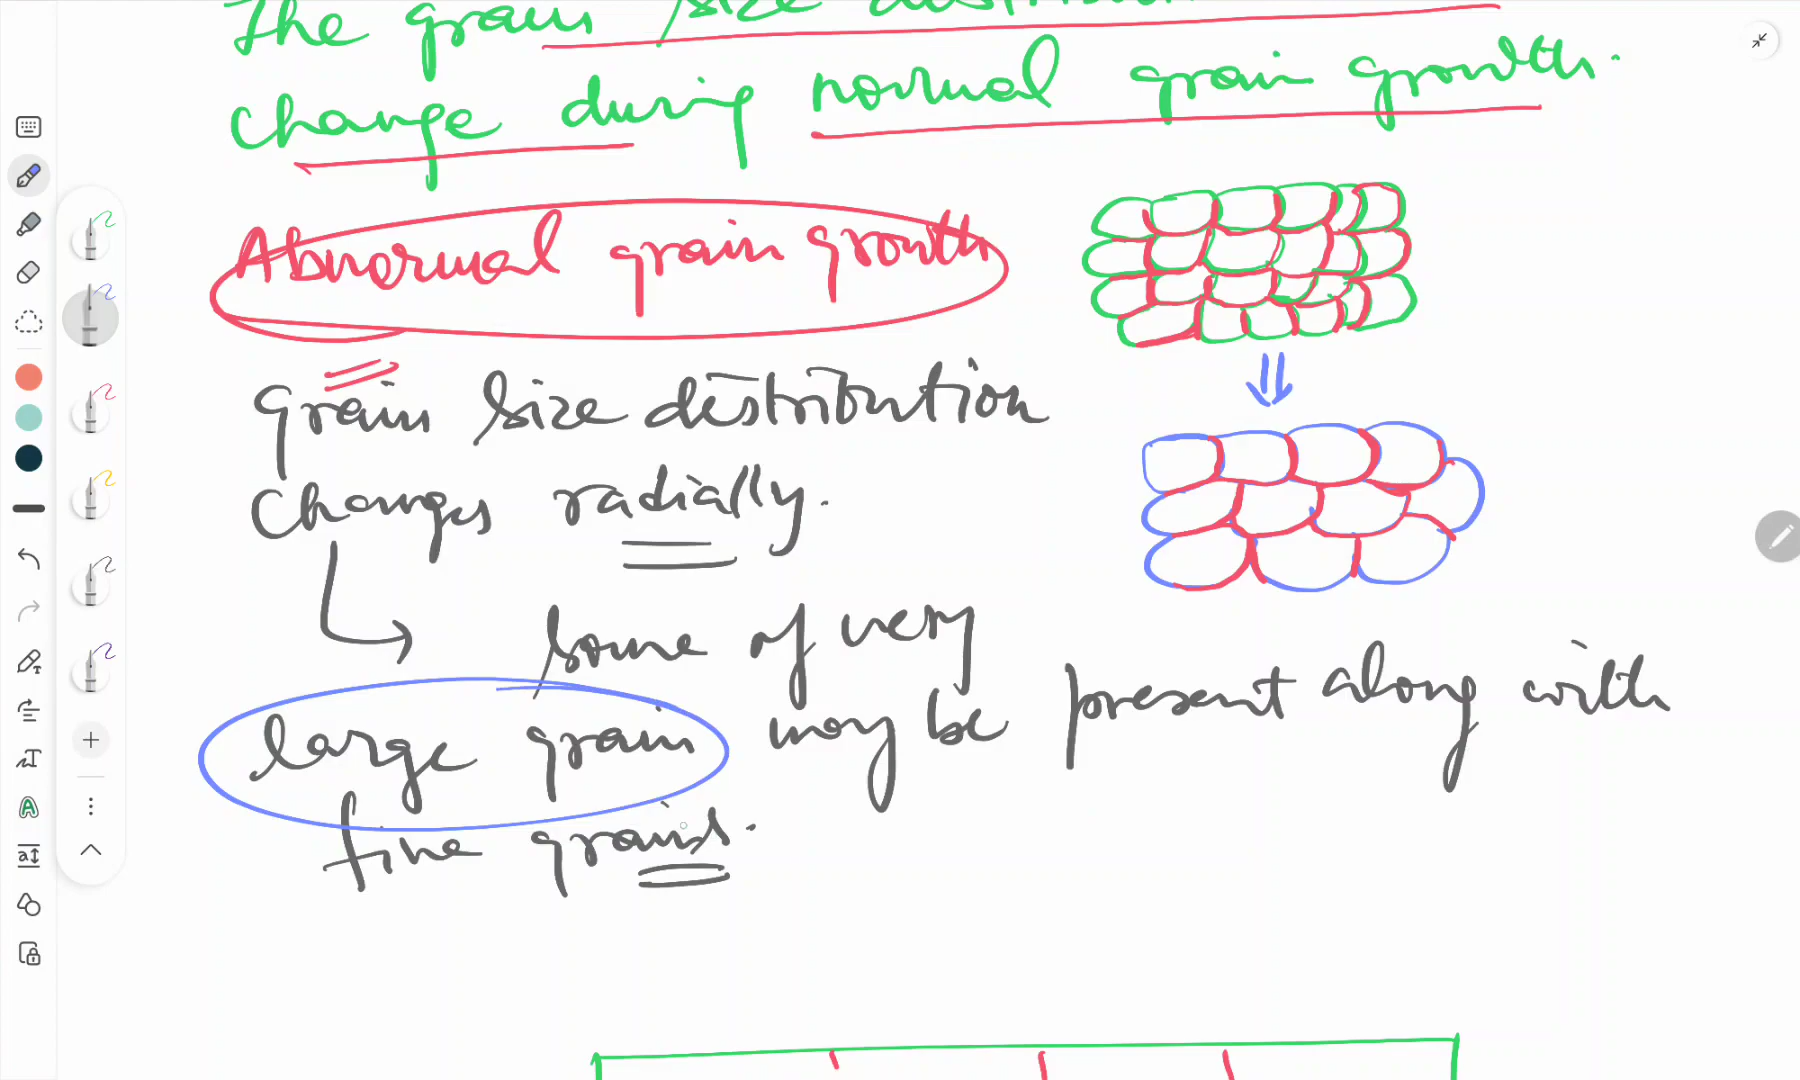 The grain size
change during normal grain growth.
Abnormal grain growth
grain size distribution
changes radially.
some of very
large grain may be present along with
fine grains.